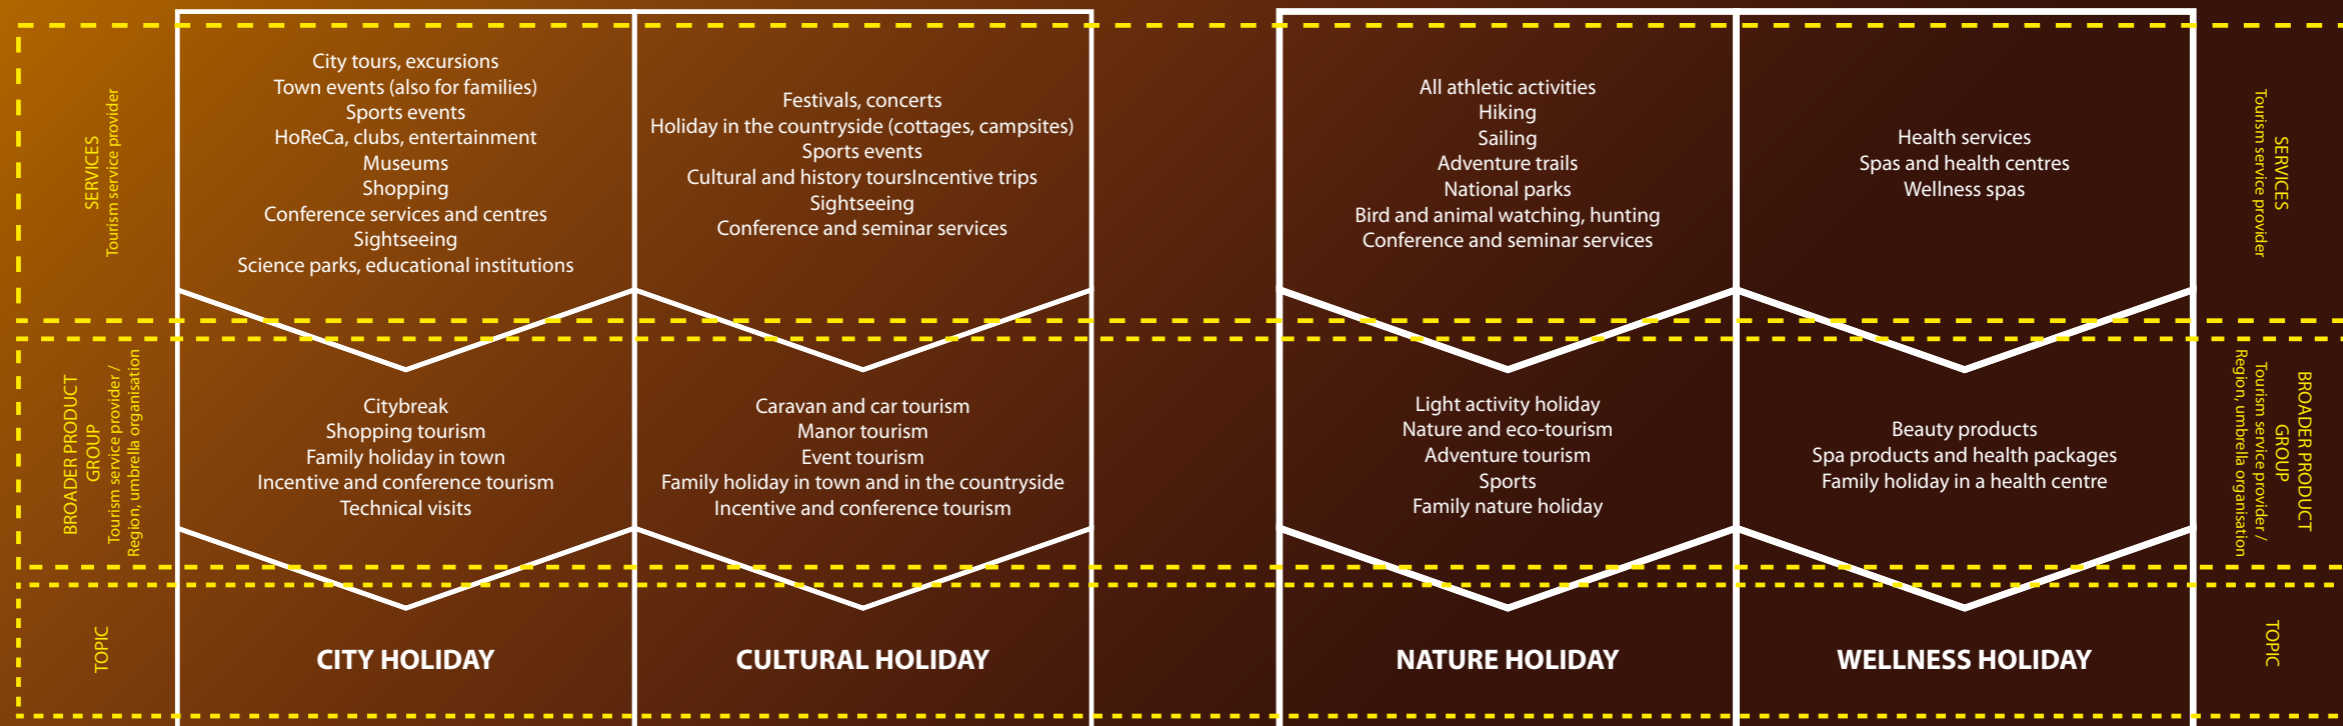 SERVICES
Tourism service provider
City tours, excursions
Town events (also for families)
Sports events
HoReCa, clubs, entertainment
Museums
Shopping
Conference services and centres
Sightseeing
Science parks, educational institutions
Festivals, concerts
Holiday in the countryside (cottages, campsites)
Sports events
Cultural and history toursIncentive trips
Sightseeing
Conference and seminar services
All athletic activities
Hiking
Sailing
Adventure trails
National parks
Bird and animal watching, hunting
Conference and seminar services
Health services
Spas and health centres
Wellness spas
SERVICES
Tourism service provider
BROADER PRODUCT
GROUP
Tourism service provider /
Region, umbrella organisation
Citybreak
Shopping tourism
Family holiday in town
Incentive and conference tourism
Technical visits
Caravan and car tourism
Manor tourism
Event tourism
Family holiday in town and in the countryside
Incentive and conference tourism
Light activity holiday
Nature and eco-tourism
Adventure tourism
Sports
Family nature holiday
Beauty products
Spa products and health packages
Family holiday in a health centre
BROADER PRODUCT
GROUP
Tourism service provider /
Region, umbrella organisation
TOPIC
CITY HOLIDAY
CULTURAL HOLIDAY
NATURE HOLIDAY
WELLNESS HOLIDAY
TOPIC